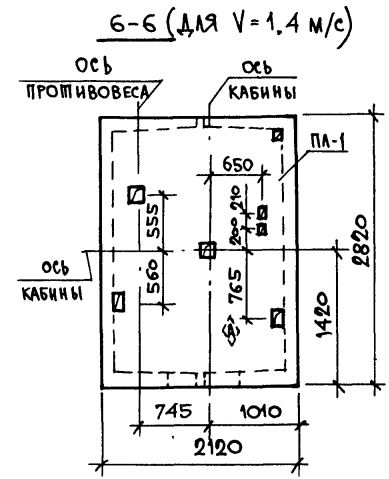 6-6 (для V=1.4 м/с)
ось
противовеса
ось
кабины
650
ПЛ-1
210
200
555
560
765
ось
кабины
2820
1420
745
1010
2120